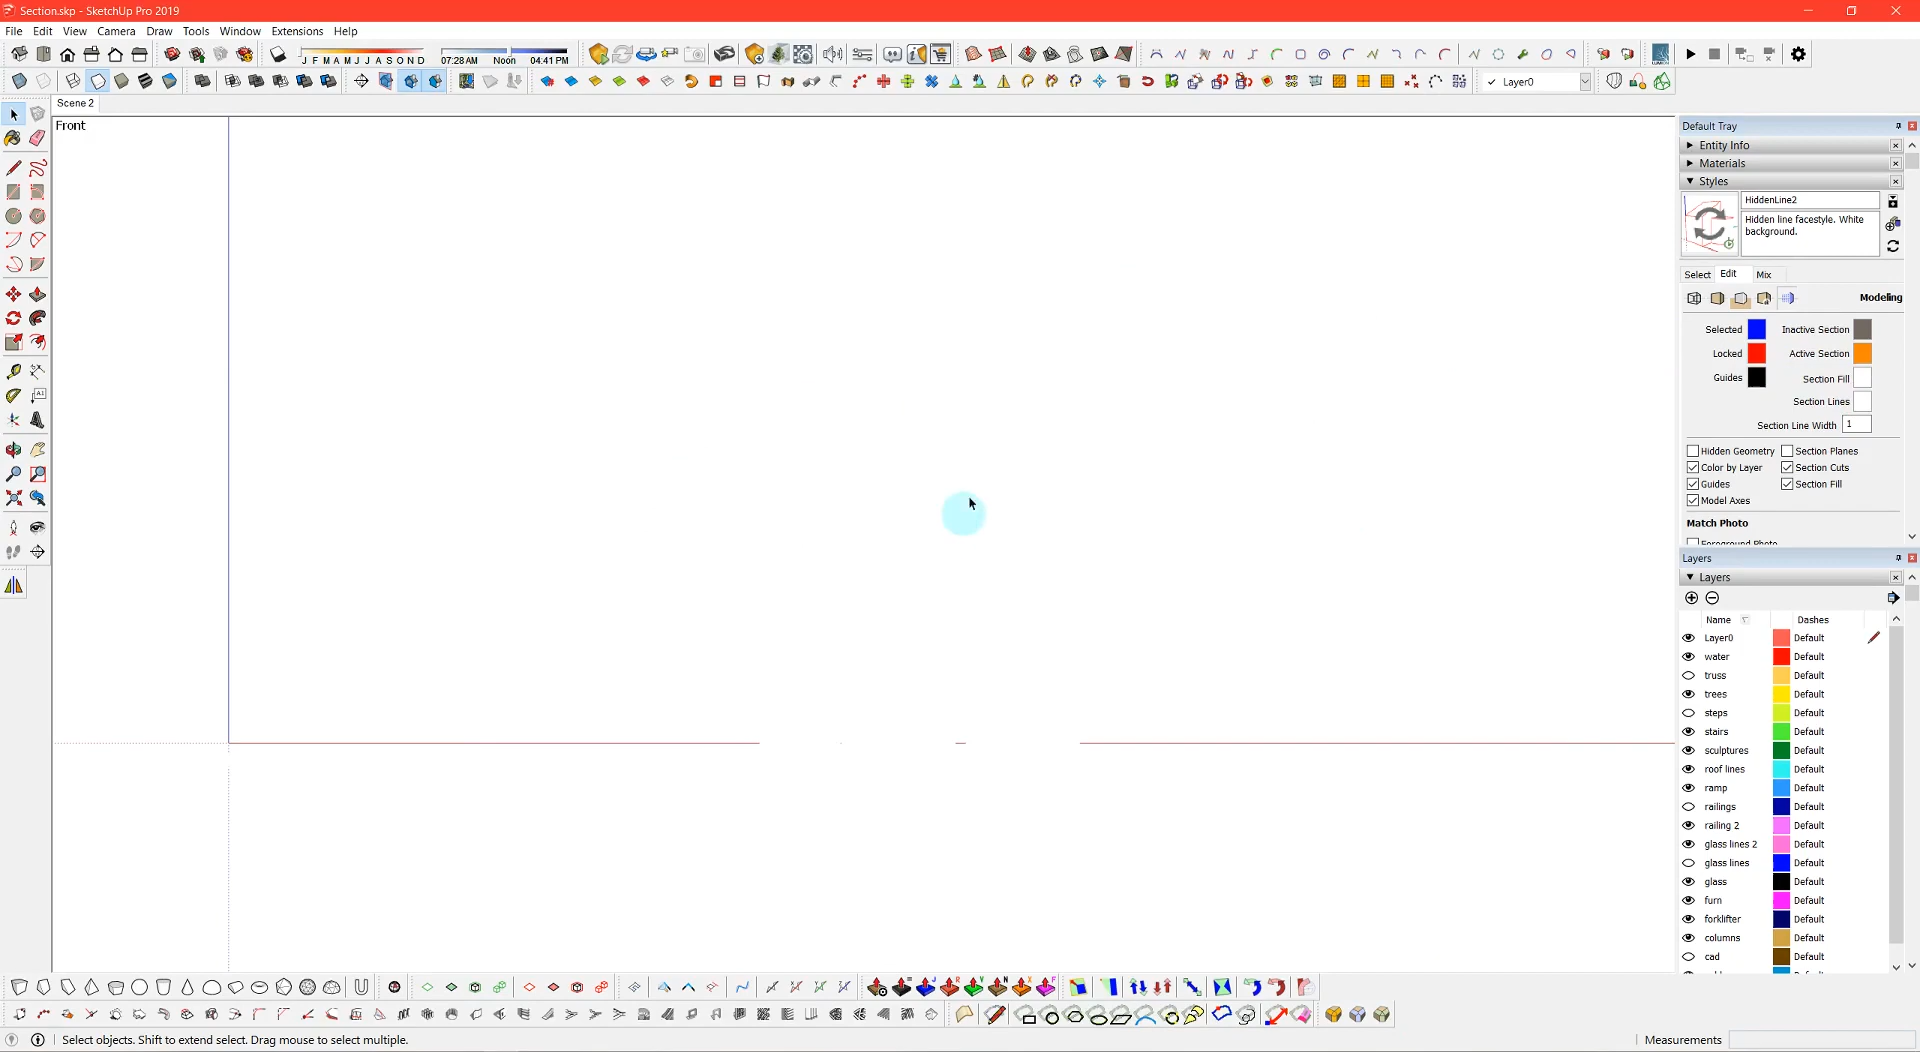 Section.skp - SketchUp Pro 2019
File Edit View Camera Draw Tools Window Extensions Help
J F M A M J J A S O N D 07:28 AM Noon 04:41 PM
Layer0
Scene 2
Front
Default Tray
Entity Info
Materials
Styles
HiddenLine2
Hidden line facestyle. White
background.
Select Edit Mix
Modeling
Selected Inactive Section
Locked Active Section
Guides Section Fill
Section Lines
Section Line Width 1
Hidden Geometry Section Planes
Color by Layer Section Cuts
Guides Section Fill
Model Axes
Match Photo
Foreground Photo
Layers
Layers
Name Dashes
Layer0 Default
water Default
truss Default
trees Default
steps Default
stairs Default
sculptures Default
roof lines Default
ramp Default
railings Default
railing 2 Default
glass lines 2 Default
glass lines Default
glass Default
furn Default
forklifter Default
columns Default
cad Default
Select objects. Shift to extend select. Drag mouse to select multiple.
Measurements